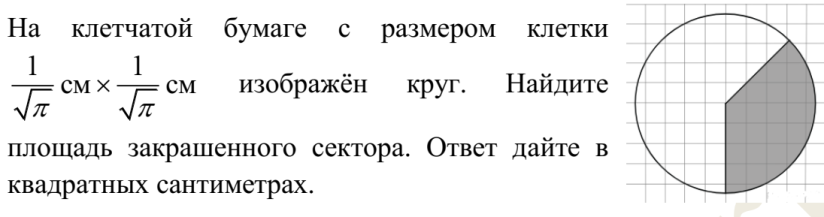 На клетчатой бумаге с размером клетки
1/√π см × 1/√π см изображён круг. Найдите
площадь закрашенного сектора. Ответ дайте в
квадратных сантиметрах.